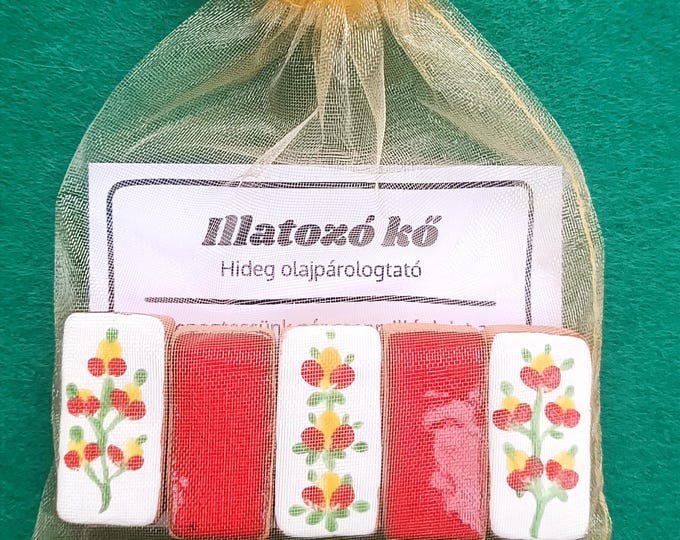 Illatozó kő
Hideg olajpárologtató